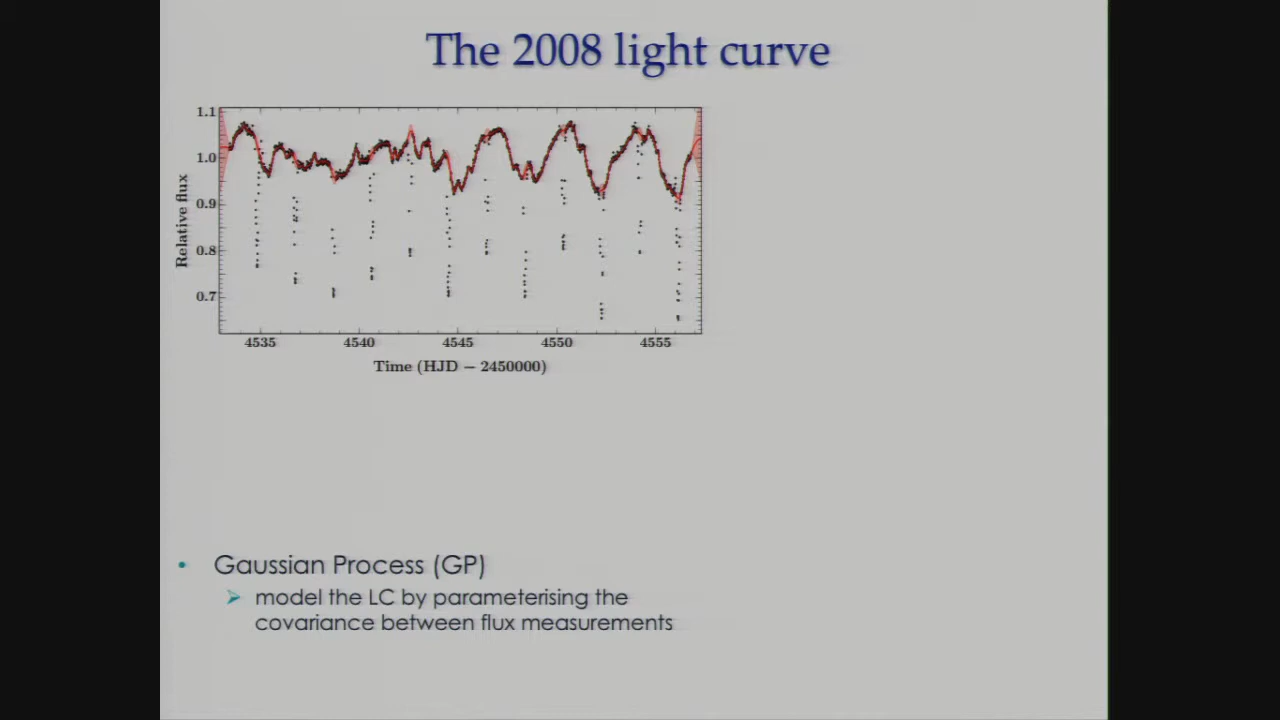 The 2008 light curve
1.1
1.0
0.9
0.8
0.7
Relative flux
4535 4540 4545 4550 4555
Time (HJD − 2450000)
• Gaussian Process (GP)
➢ model the LC by parameterising the
covariance between flux measurements